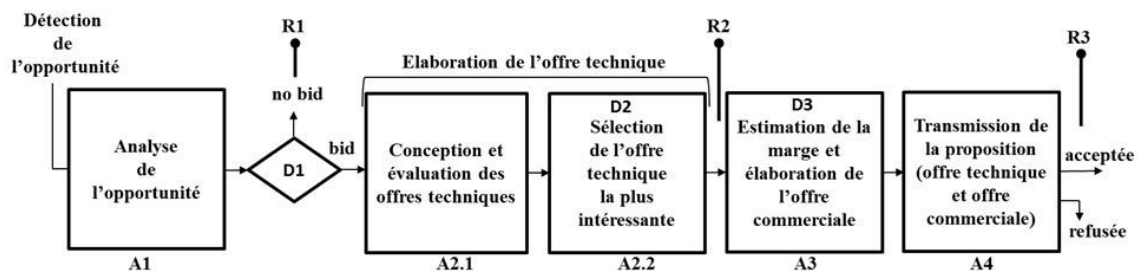 Détection
de
l’opportunité
R1
no bid
Elaboration de l’offre technique
R2
R3
Analyse
de
l’opportunité
A1
D1
bid
Conception et
évaluation des
offres techniques
A2.1
D2
Sélection
de l’offre
technique
la plus
intéressante
A2.2
D3
Estimation de la
marge et
élaboration de
l’offre
commerciale
A3
Transmission de
la proposition
(offre technique
et offre
commerciale)
A4
acceptée
refusée